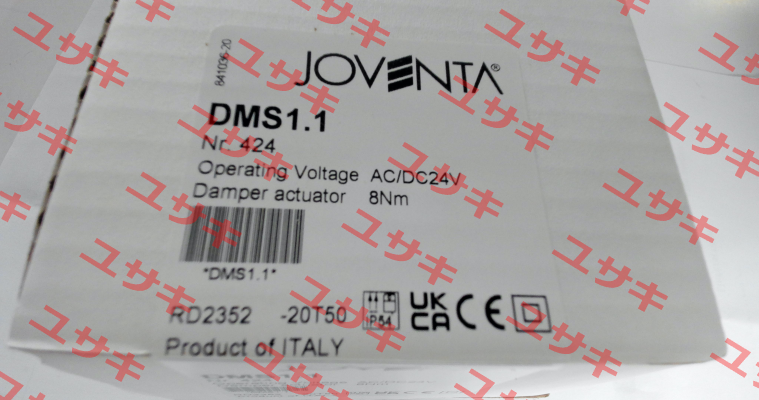 841036-20
JOVENTA®
DMS1.1
Nr. 424
Operating Voltage AC/DC24V
Damper actuator 8Nm
*DMS1.1*
RD2352 -20T50 IP54 UK CA CE
Product of ITALY
ユサキ